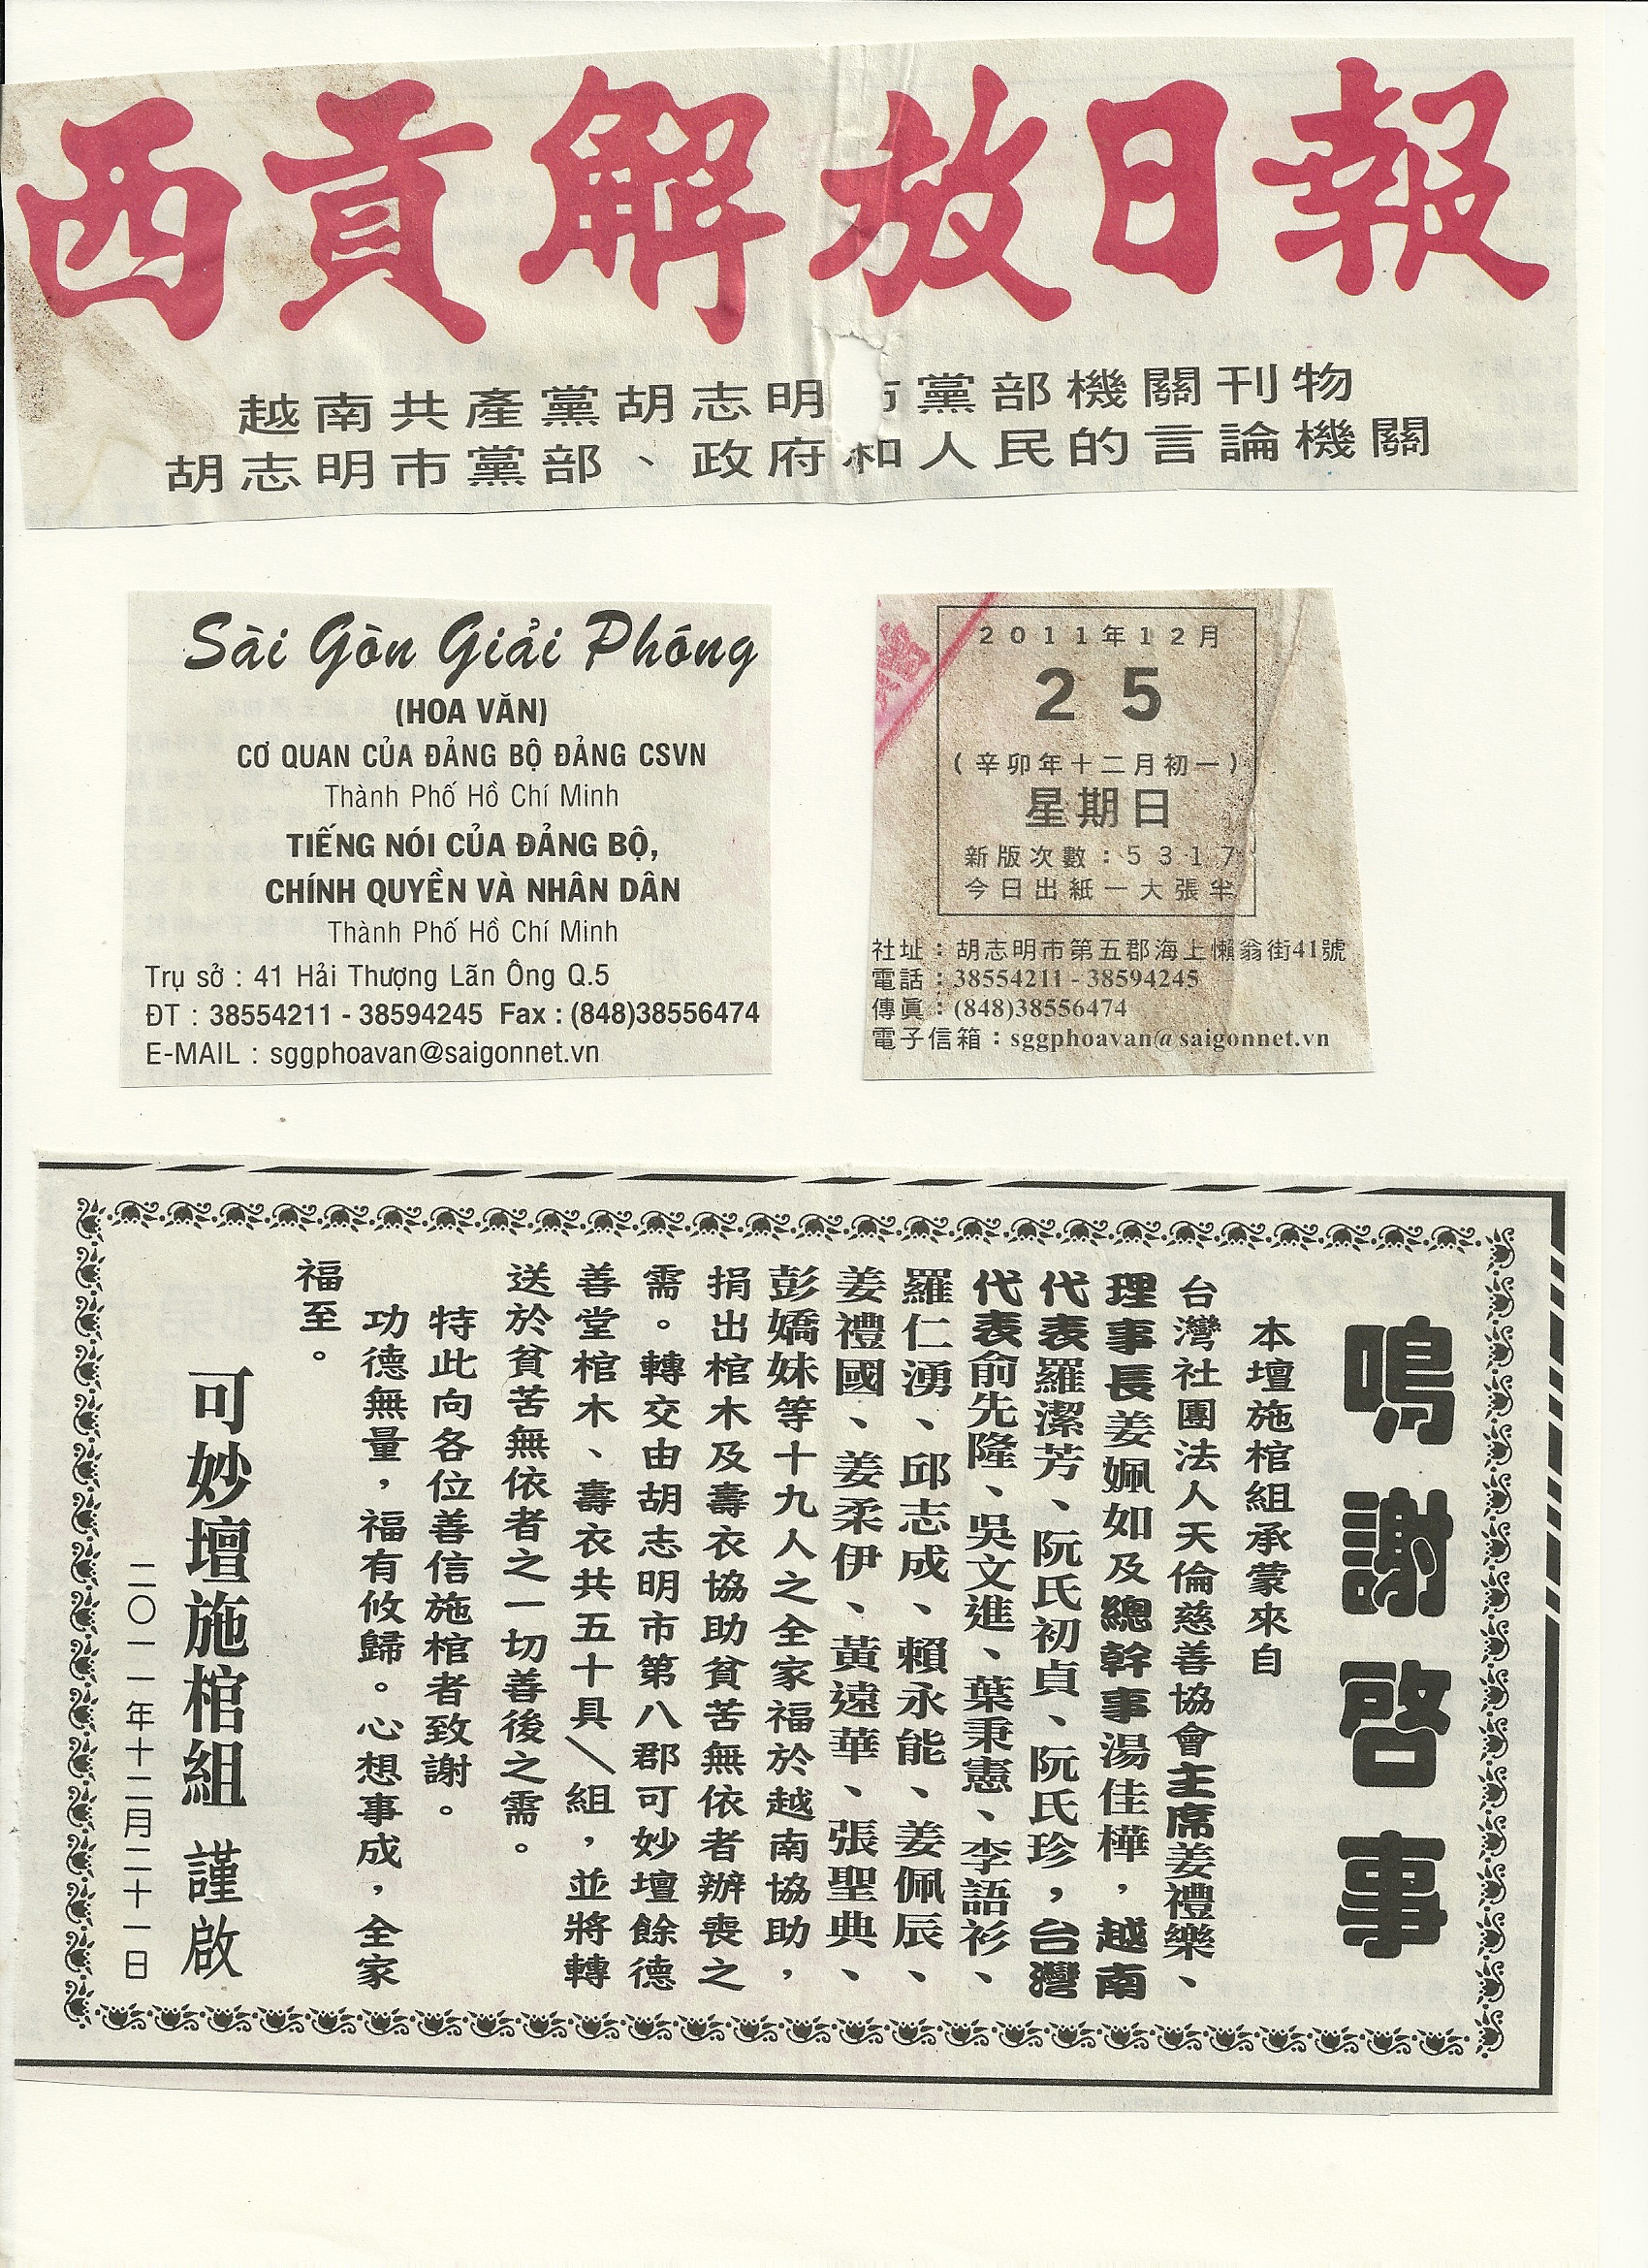 西貢解放日報
越南共產黨胡志明市黨部機關刊物
胡志明市黨部、政府和人民的言論機關
Sài Gòn Giải Phóng
(HOA VĂN)
CƠ QUAN CỦA ĐẢNG BỘ ĐẢNG CSVN
Thành Phố Hồ Chí Minh
TIẾNG NÓI CỦA ĐẢNG BỘ,
CHÍNH QUYỀN VÀ NHÂN DÂN
Thành Phố Hồ Chí Minh
Trụ sở : 41 Hải Thượng Lãn Ông Q.5
ĐT : 38554211 - 38594245 Fax : (848)38556474
E-MAIL : sggphoavan@saigonnet.vn
2011年12月
25
(辛卯年十二月初一)
星期日
新版次數:5317
今日出紙一大張半
社址:胡志明市第五郡海上懶翁街41號
電話:38554211 - 38594245
傳真:(848)38556474
電子信箱:sggphoavan@saigonnet.vn
鳴謝啓事
本壇施棺組承蒙來自
台灣社團法人天倫慈善協會主席姜禮樂、
理事長姜姵如及總幹事湯佳樺，越南
代表羅潔芳、阮氏初貞、阮氏珍，台灣
代表俞先隆、吳文進、葉秉憲、李語衫、
羅仁湧、邱志成、賴永能、姜佩辰、
姜禮國、姜柔伊、黃遠華、張聖典、
彭嬌妹等十九人之全家福於越南協助，
捐出棺木及壽衣協助貧苦無依者辦喪之
需。轉交由胡志明市第八郡可妙壇餘德
善堂棺木、壽衣共五十具╱組，並將轉
送於貧苦無依者之一切善後之需。
特此向各位善信施棺者致謝。
功德無量，福有攸歸。心想事成，全家
福至。
可妙壇施棺組 謹啟
二〇一一年十二月二十一日